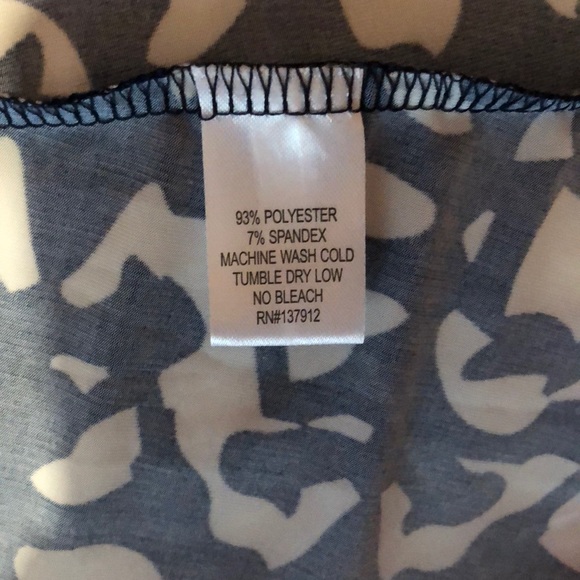 93% POLYESTER
7% SPANDEX
MACHINE WASH COLD
TUMBLE DRY LOW
NO BLEACH
RN#137912